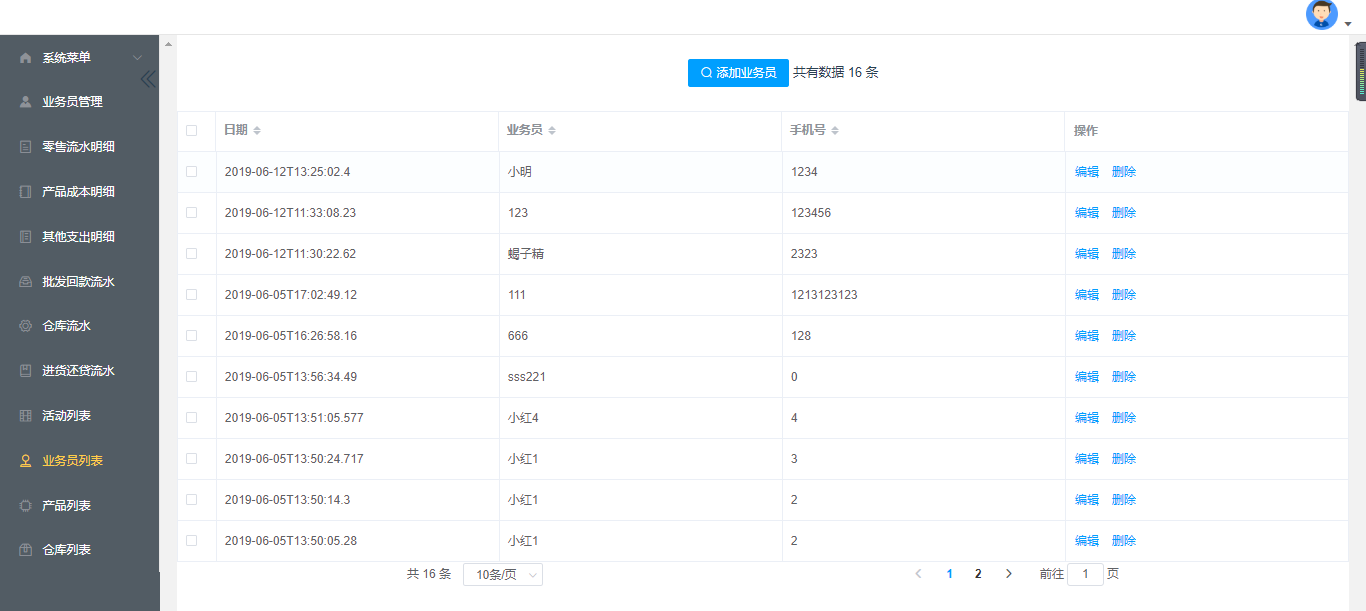 系统菜单
业务员管理
零售流水明细
产品成本明细
其他支出明细
批发回款流水
仓库流水
进货还贷流水
活动列表
业务员列表
产品列表
仓库列表
添加业务员 共有数据 16 条
日期 业务员 手机号 操作
2019-06-12T13:25:02.4 小明 1234 编辑 删除
2019-06-12T11:33:08.23 123 123456 编辑 删除
2019-06-12T11:30:22.62 蝎子精 2323 编辑 删除
2019-06-05T17:02:49.12 111 1213123123 编辑 删除
2019-06-05T16:26:58.16 666 128 编辑 删除
2019-06-05T13:56:34.49 sss221 0 编辑 删除
2019-06-05T13:51:05.577 小红4 4 编辑 删除
2019-06-05T13:50:24.717 小红1 3 编辑 删除
2019-06-05T13:50:14.3 小红1 2 编辑 删除
2019-06-05T13:50:05.28 小红1 2 编辑 删除
共 16 条 10条/页 1 2 前往 1 页